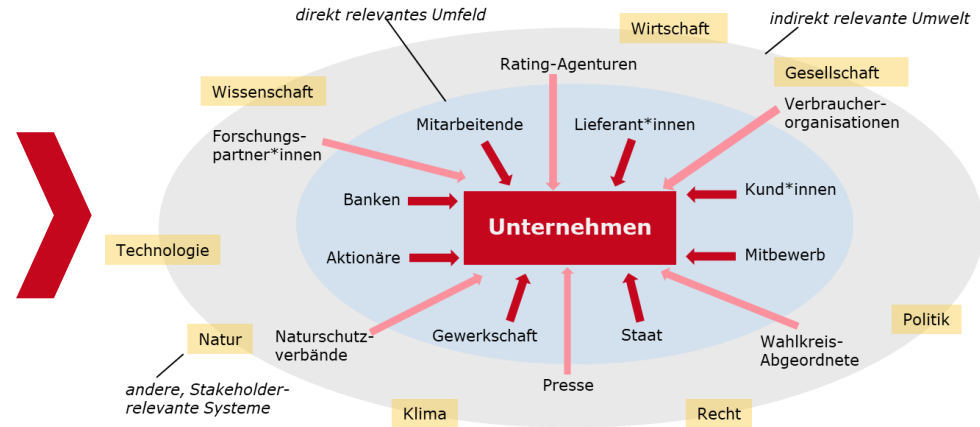 direkt relevantes Umfeld
indirekt relevante Umwelt
Wirtschaft
Rating-Agenturen
Gesellschaft
Wissenschaft
Verbraucher-
organisationen
Mitarbeitende
Lieferant*innen
Forschungs-
partner*innen
Banken
Kund*innen
Unternehmen
Technologie
Aktionäre
Mitbewerb
Politik
Natur
Naturschutz-
verbände
Gewerkschaft
Staat
Wahlkreis-
Abgeordnete
andere, Stakeholder-
relevante Systeme
Presse
Klima
Recht